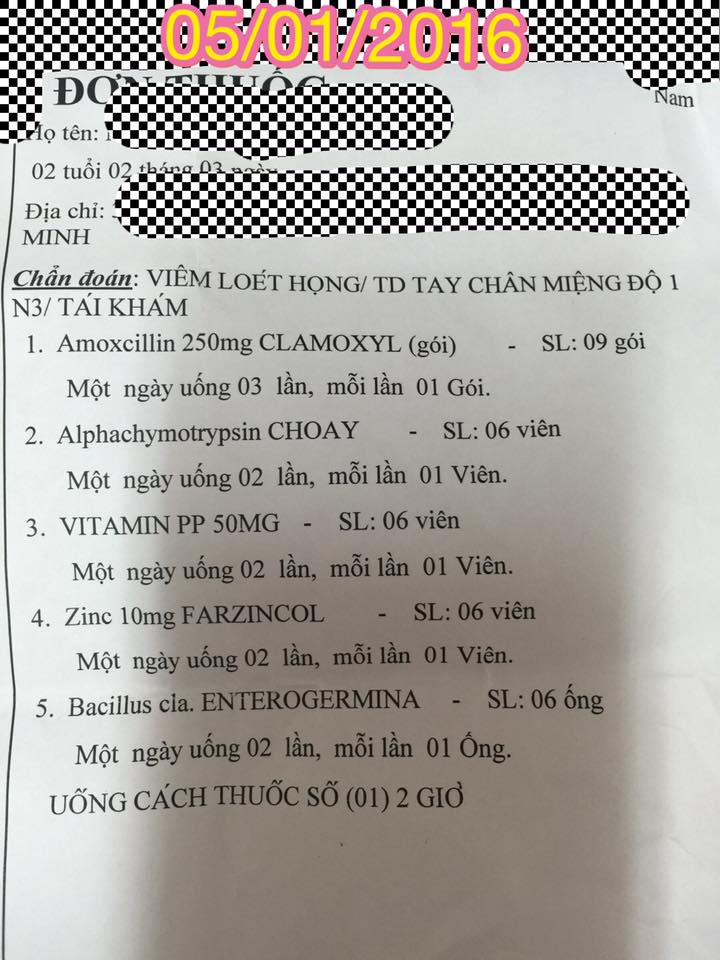 05/01/2016
ĐƠN THUỐC
Nam
Họ tên:
02 tuổi 02 tháng 03 ngày
Địa chỉ:
MINH
Chẩn đoán: VIÊM LOÉT HỌNG/ TD TAY CHÂN MIỆNG ĐỘ 1
N3/ TÁI KHÁM
1. Amoxcillin 250mg CLAMOXYL (gói) - SL: 09 gói
Một ngày uống 03 lần, mỗi lần 01 Gói.
2. Alphachymotrypsin CHOAY - SL: 06 viên
Một ngày uống 02 lần, mỗi lần 01 Viên.
3. VITAMIN PP 50MG - SL: 06 viên
Một ngày uống 02 lần, mỗi lần 01 Viên.
4. Zinc 10mg FARZINCOL - SL: 06 viên
Một ngày uống 02 lần, mỗi lần 01 Viên.
5. Bacillus cla. ENTEROGERMINA - SL: 06 ống
Một ngày uống 02 lần, mỗi lần 01 Ống.
UỐNG CÁCH THUỐC SỐ (01) 2 GIỜ